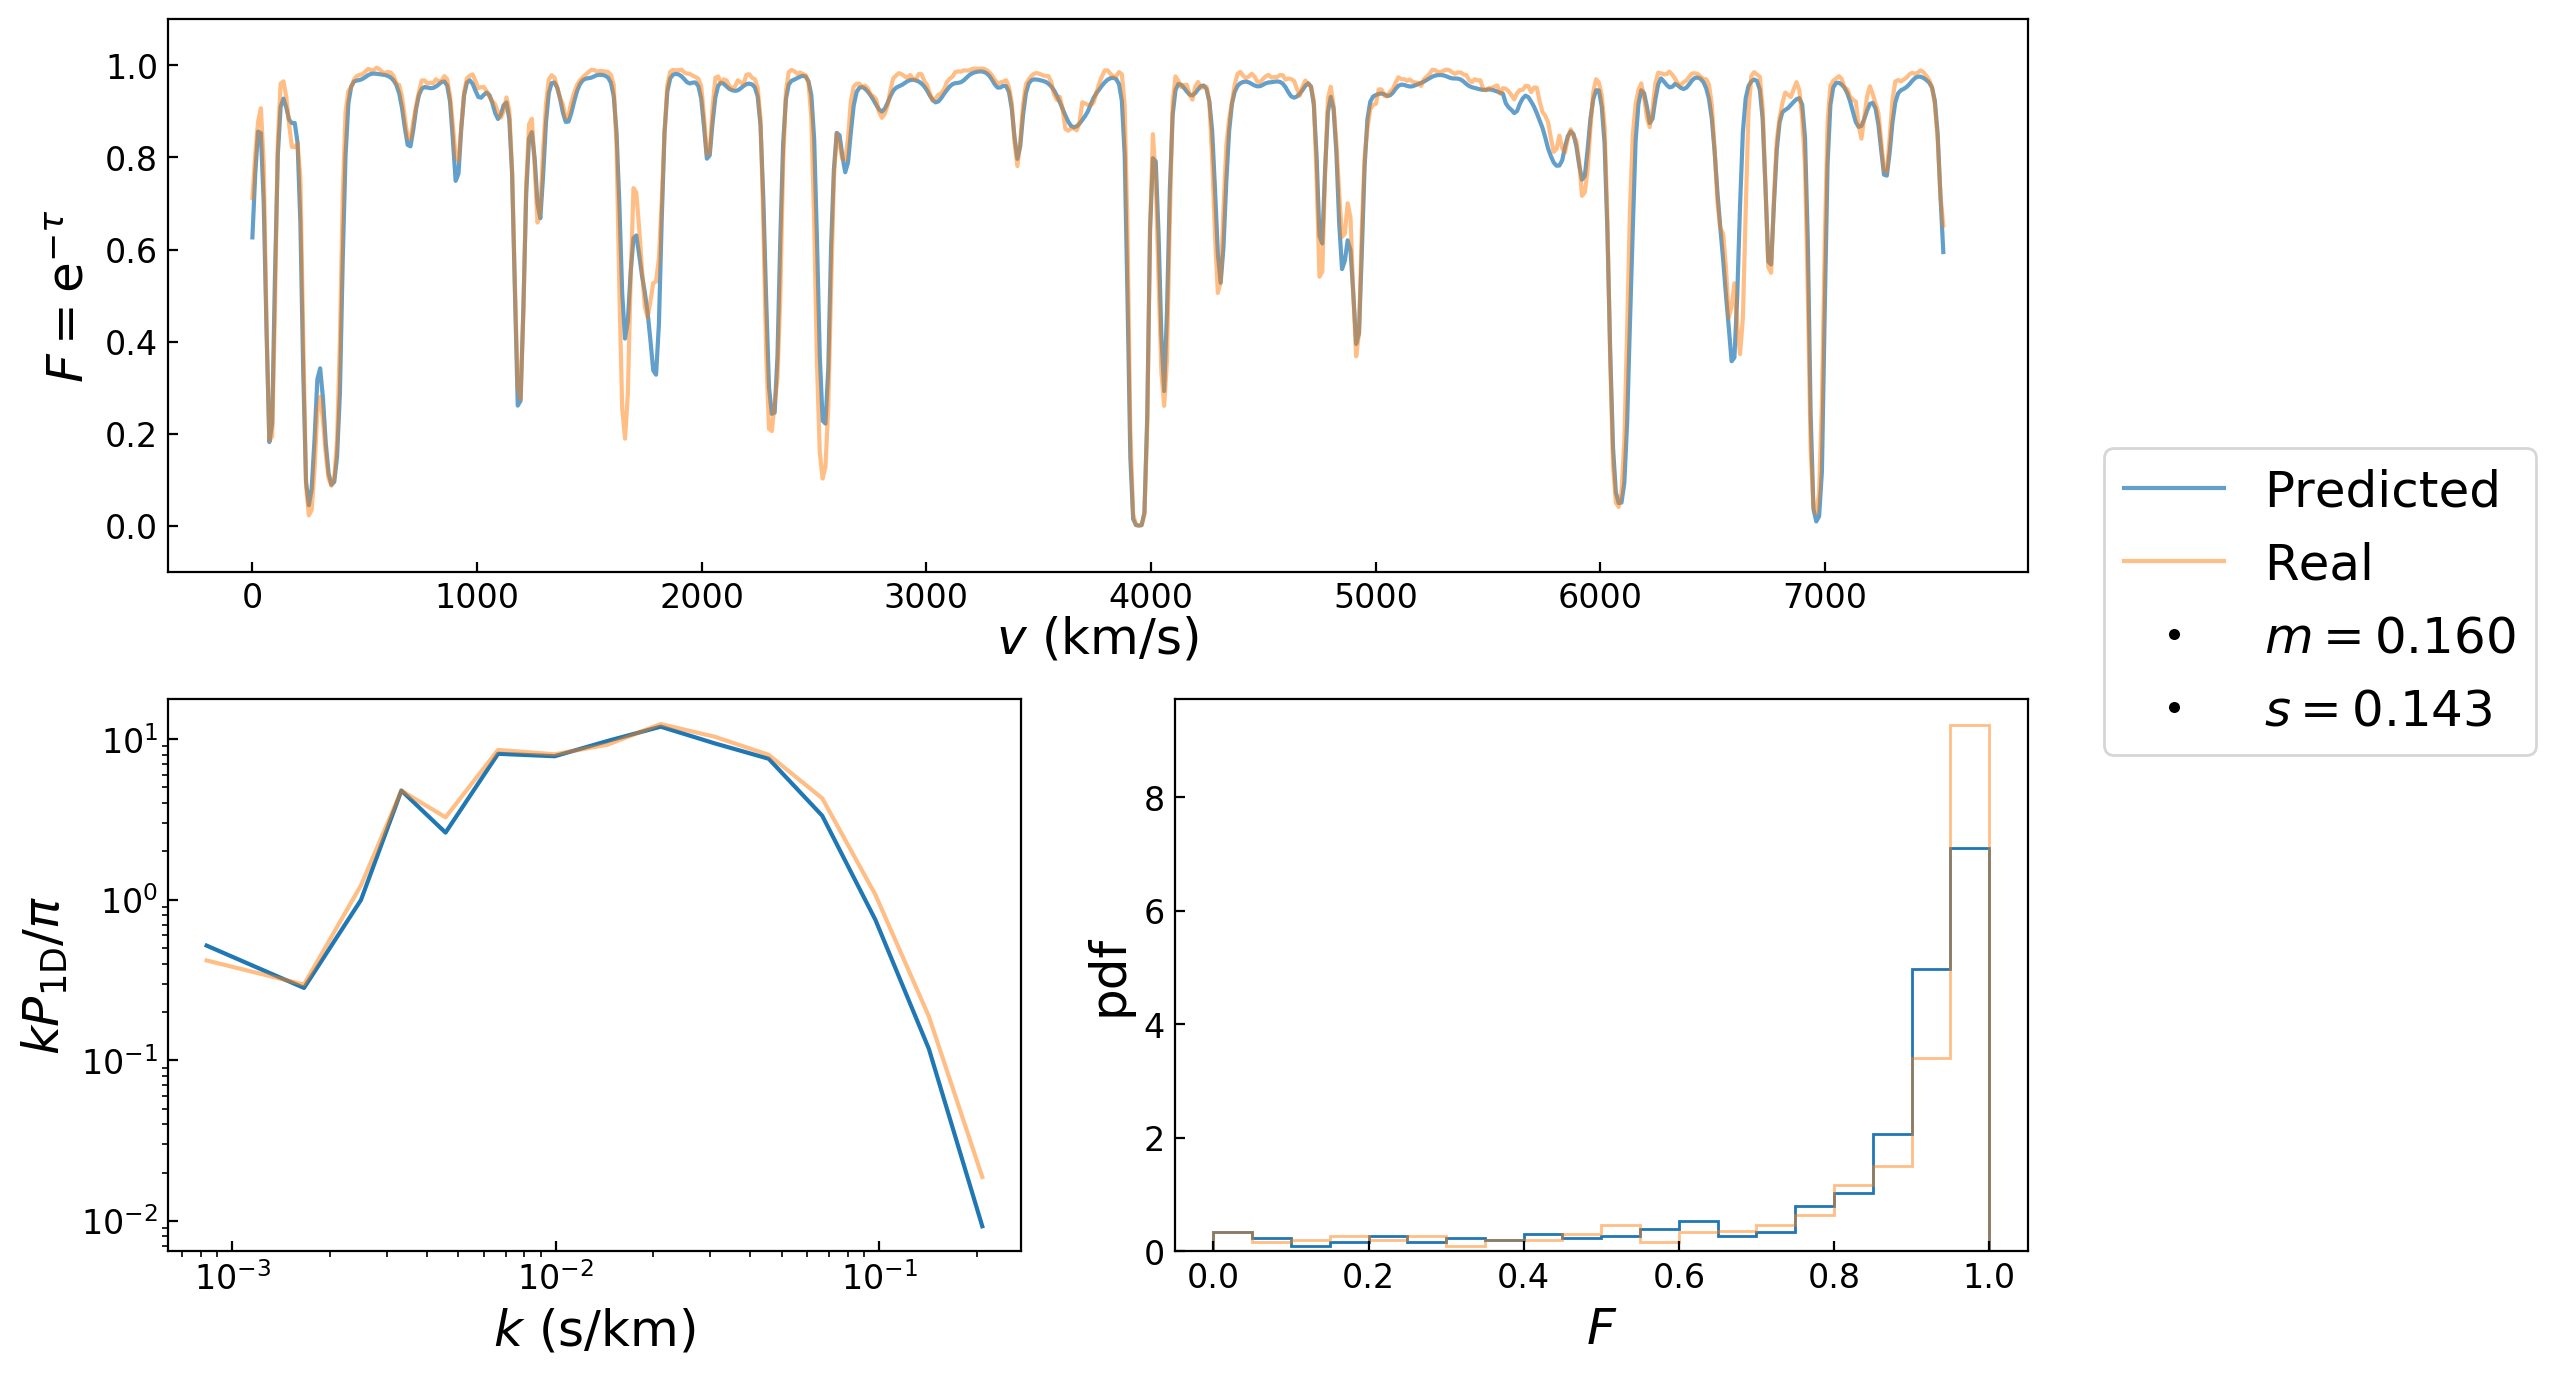 1.0
0.8
0.6
0.4
0.2
0.0
F = e^{−τ}
0 1000 2000 3000 4000 5000 6000 7000
v (km/s)
Predicted
Real
m = 0.160
s = 0.143
10^1
10^0
10^{−1}
10^{−2}
kP_{1D}/π
10^{−3} 10^{−2} 10^{−1}
k (s/km)
8
6
4
2
0
pdf
0.0 0.2 0.4 0.6 0.8 1.0
F